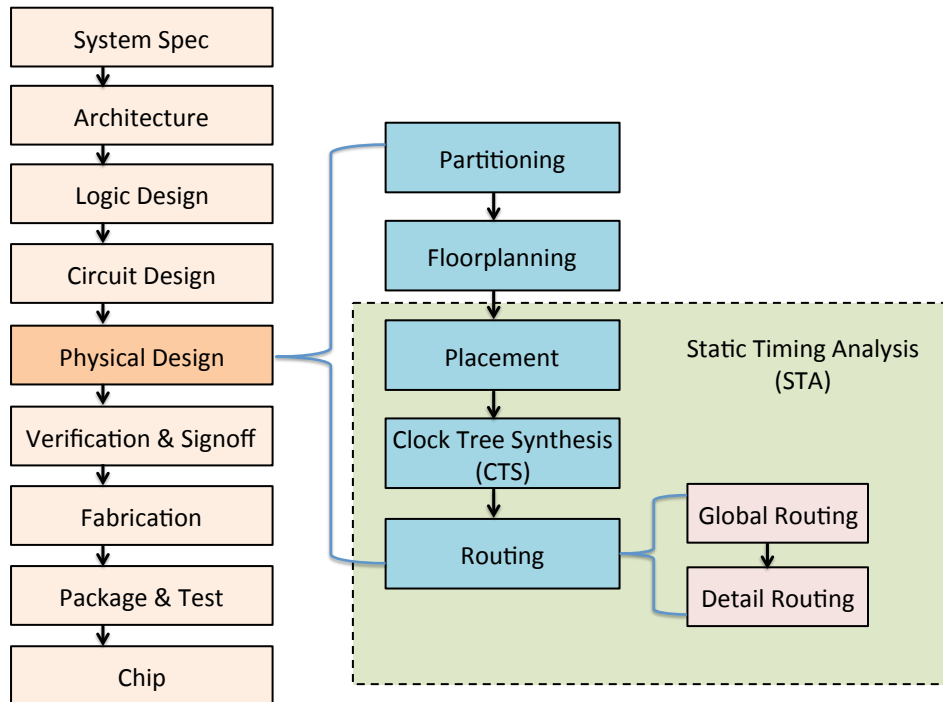 System Spec
Architecture
Logic Design
Circuit Design
Physical Design
Verification & Signoff
Fabrication
Package & Test
Chip
Partitioning
Floorplanning
Placement
Clock Tree Synthesis
(CTS)
Routing
Static Timing Analysis
(STA)
Global Routing
Detail Routing